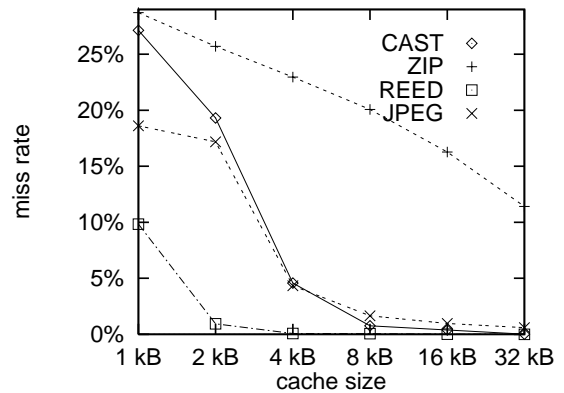 25%
20%
15%
10%
5%
0%
miss rate
CAST
ZIP
REED
JPEG
1 kB 2 kB 4 kB 8 kB 16 kB 32 kB
cache size